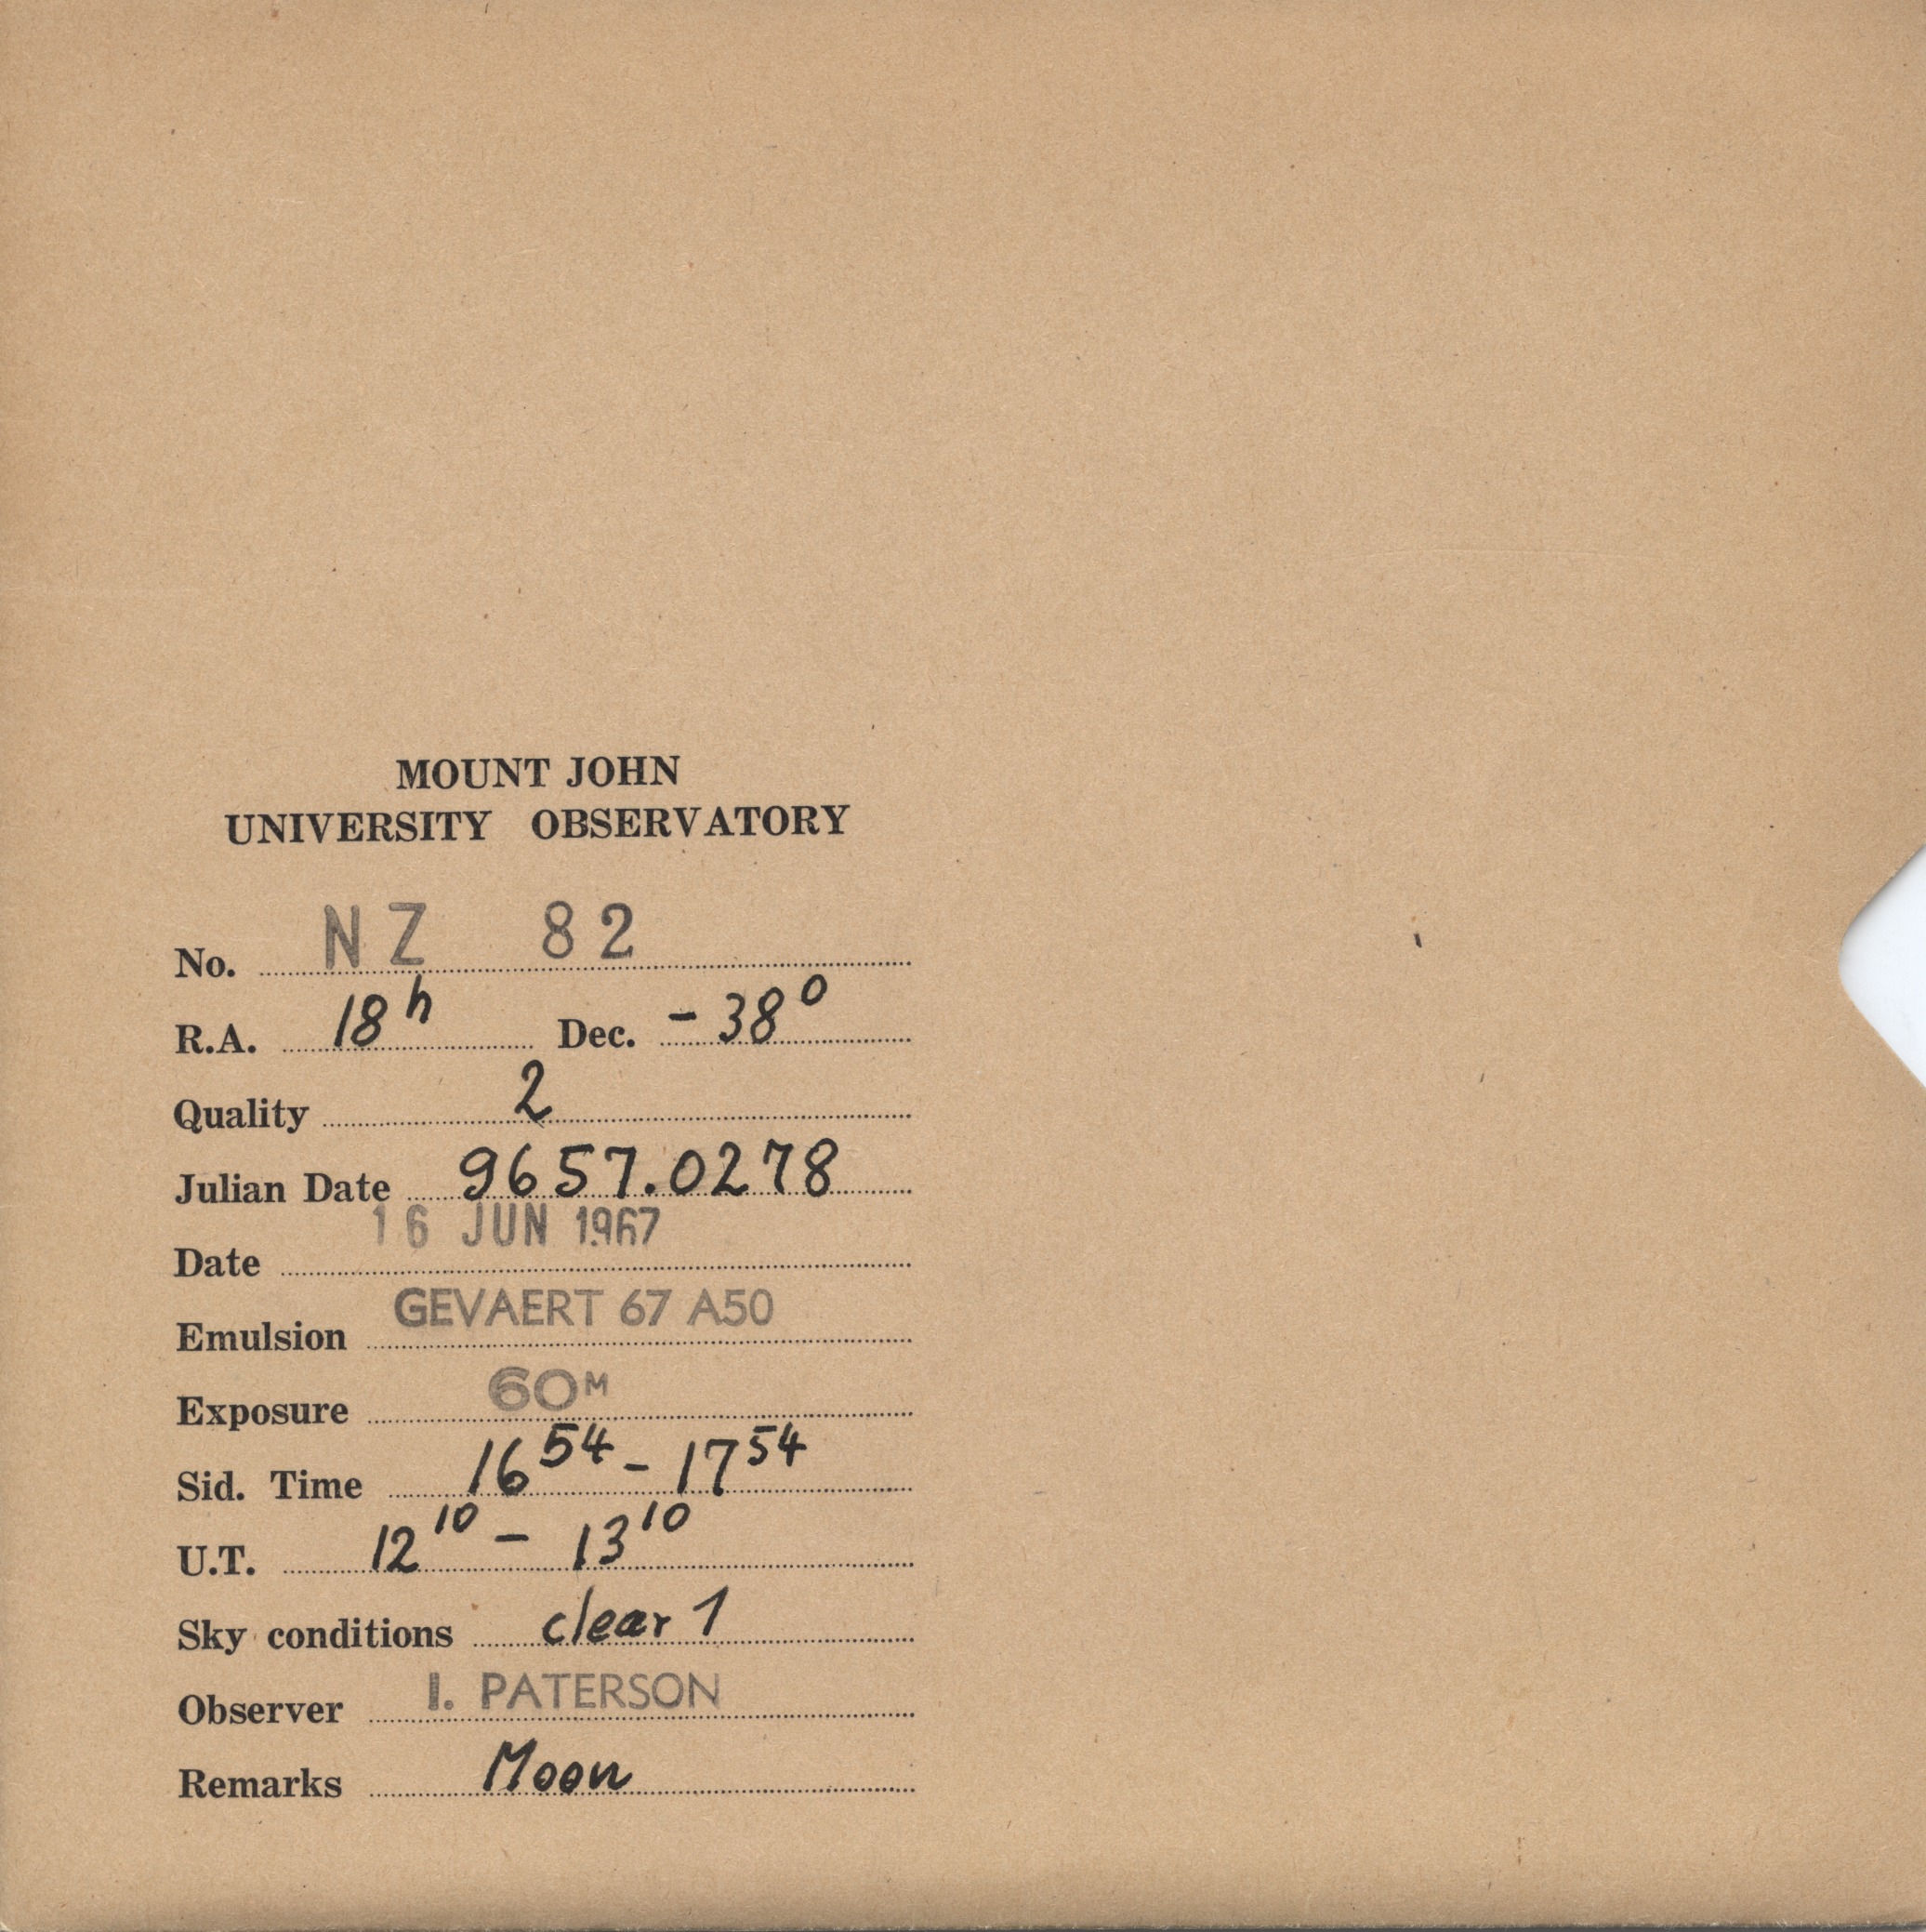 MOUNT JOHN
UNIVERSITY OBSERVATORY
No. NZ 82
R.A. 18h Dec. -38°
Quality 2
Julian Date 9657.0278
Date 16 JUN 1967
Emulsion GEVAERT 67 A50
Exposure 60M
Sid. Time 16 54 - 17 54
U.T. 12 10 - 13 10
Sky conditions clear 1
Observer I. PATERSON
Remarks Moon